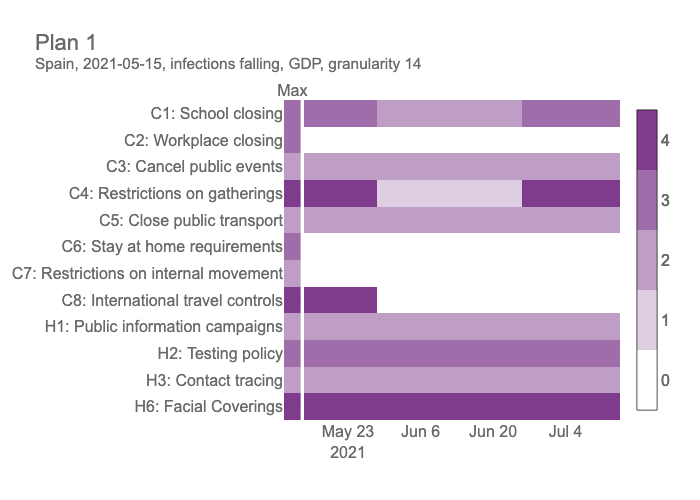 Plan 1
Spain, 2021-05-15, infections falling, GDP, granularity 14
Max
C1: School closing
C2: Workplace closing
C3: Cancel public events
C4: Restrictions on gatherings
C5: Close public transport
C6: Stay at home requirements
C7: Restrictions on internal movement
C8: International travel controls
H1: Public information campaigns
H2: Testing policy
H3: Contact tracing
H6: Facial Coverings
May 23 Jun 6 Jun 20 Jul 4
2021
4
3
2
1
0